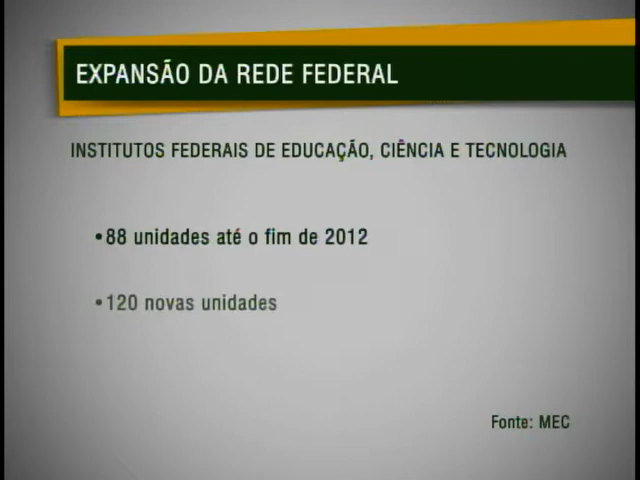 EXPANSÃO DA REDE FEDERAL
INSTITUTOS FEDERAIS DE EDUCAÇÃO, CIÊNCIA E TECNOLOGIA
•88 unidades até o fim de 2012
•120 novas unidades
Fonte: MEC